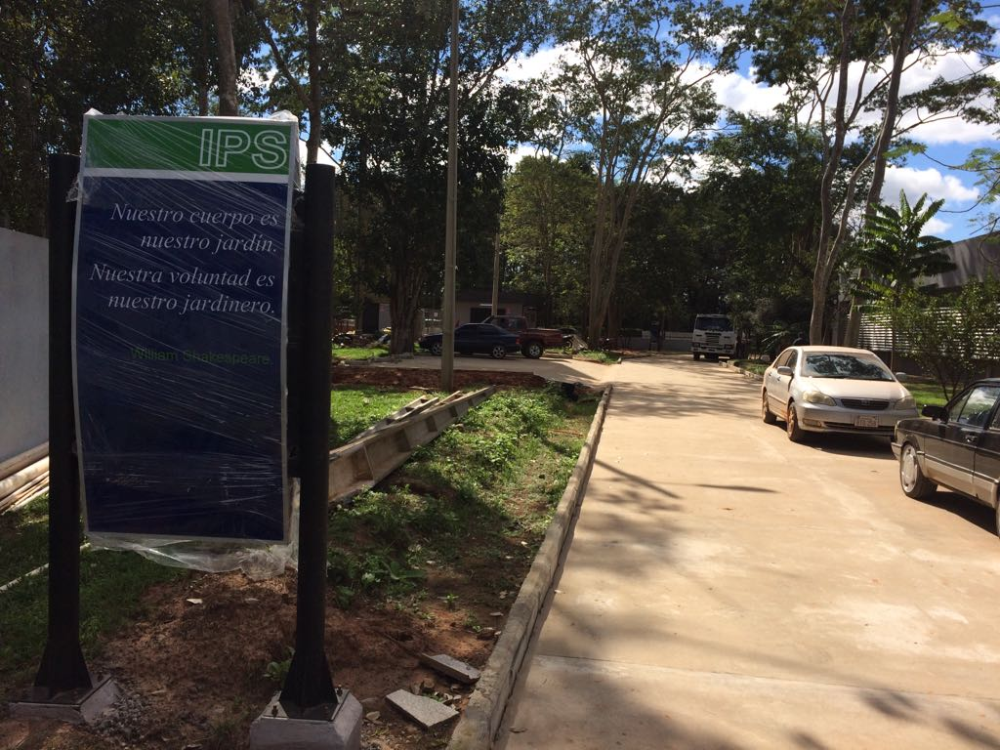 IPS
Nuestro cuerpo es
nuestro jardín.
Nuestra voluntad es
nuestro jardinero.
William Shakespeare.